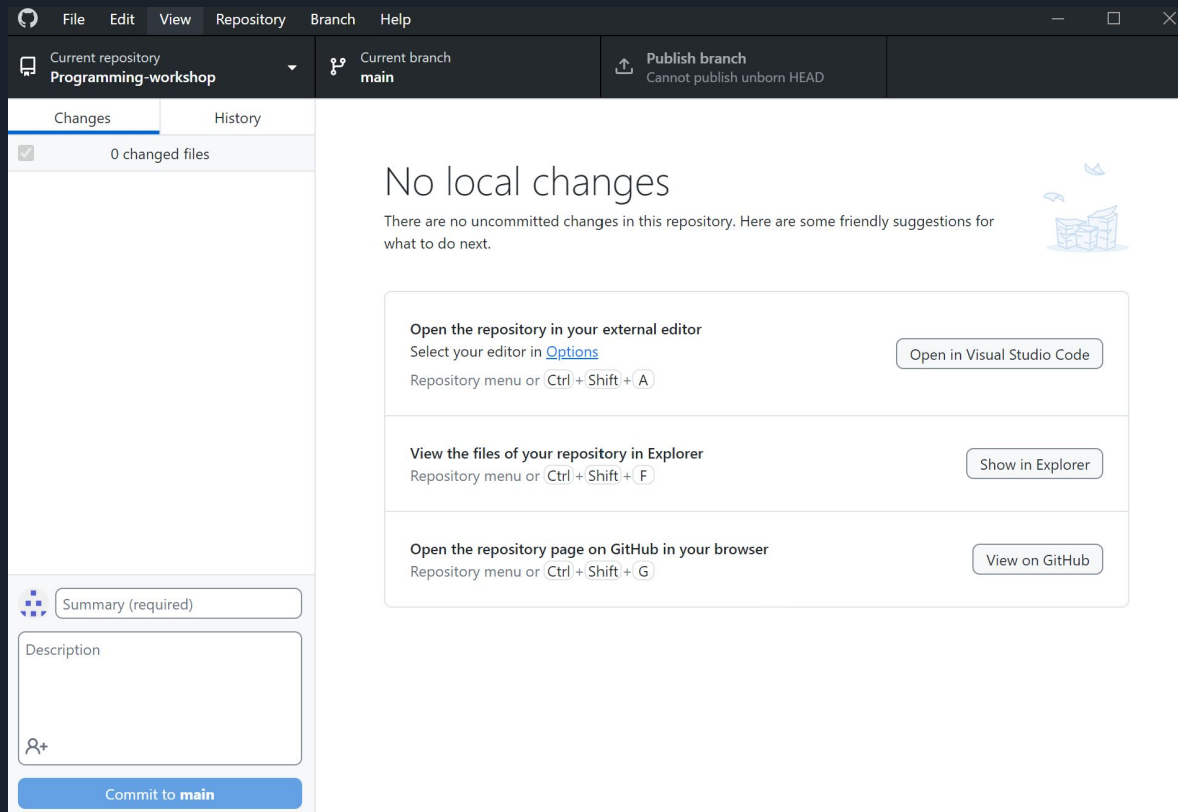 File Edit View Repository Branch Help
Current repository
Programming-workshop
Current branch
main
Publish branch
Cannot publish unborn HEAD
Changes History
0 changed files
No local changes
There are no uncommitted changes in this repository. Here are some friendly suggestions for
what to do next.
Open the repository in your external editor
Select your editor in Options
Repository menu or Ctrl + Shift + A
Open in Visual Studio Code
View the files of your repository in Explorer
Repository menu or Ctrl + Shift + F
Show in Explorer
Open the repository page on GitHub in your browser
Repository menu or Ctrl + Shift + G
View on GitHub
Summary (required)
Description
Commit to main